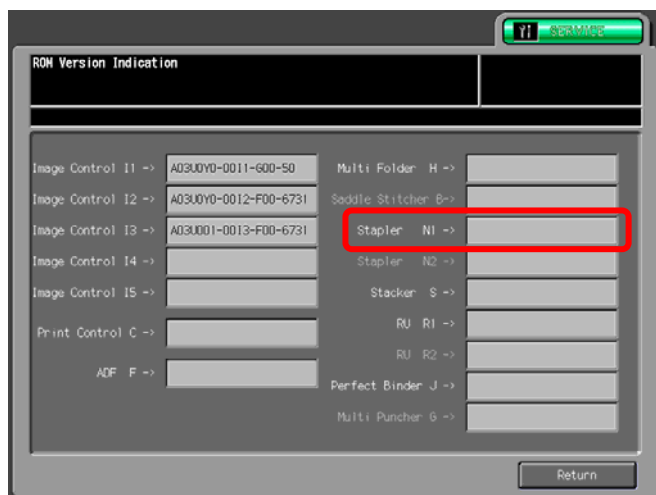 SERVICE
ROM Version Indication
Image Control I1 -> A03U0Y0-0011-G00-50
Image Control I2 -> A03U0Y0-0012-F00-6731
Image Control I3 -> A03U001-0013-F00-6731
Image Control I4 ->
Image Control I5 ->
Print Control C ->
ADF F ->
Multi Folder H ->
Saddle Stitcher B->
Stapler N1 ->
Stapler N2 ->
Stacker S ->
RU R1 ->
RU R2 ->
Perfect Binder J ->
Multi Puncher G ->
Return